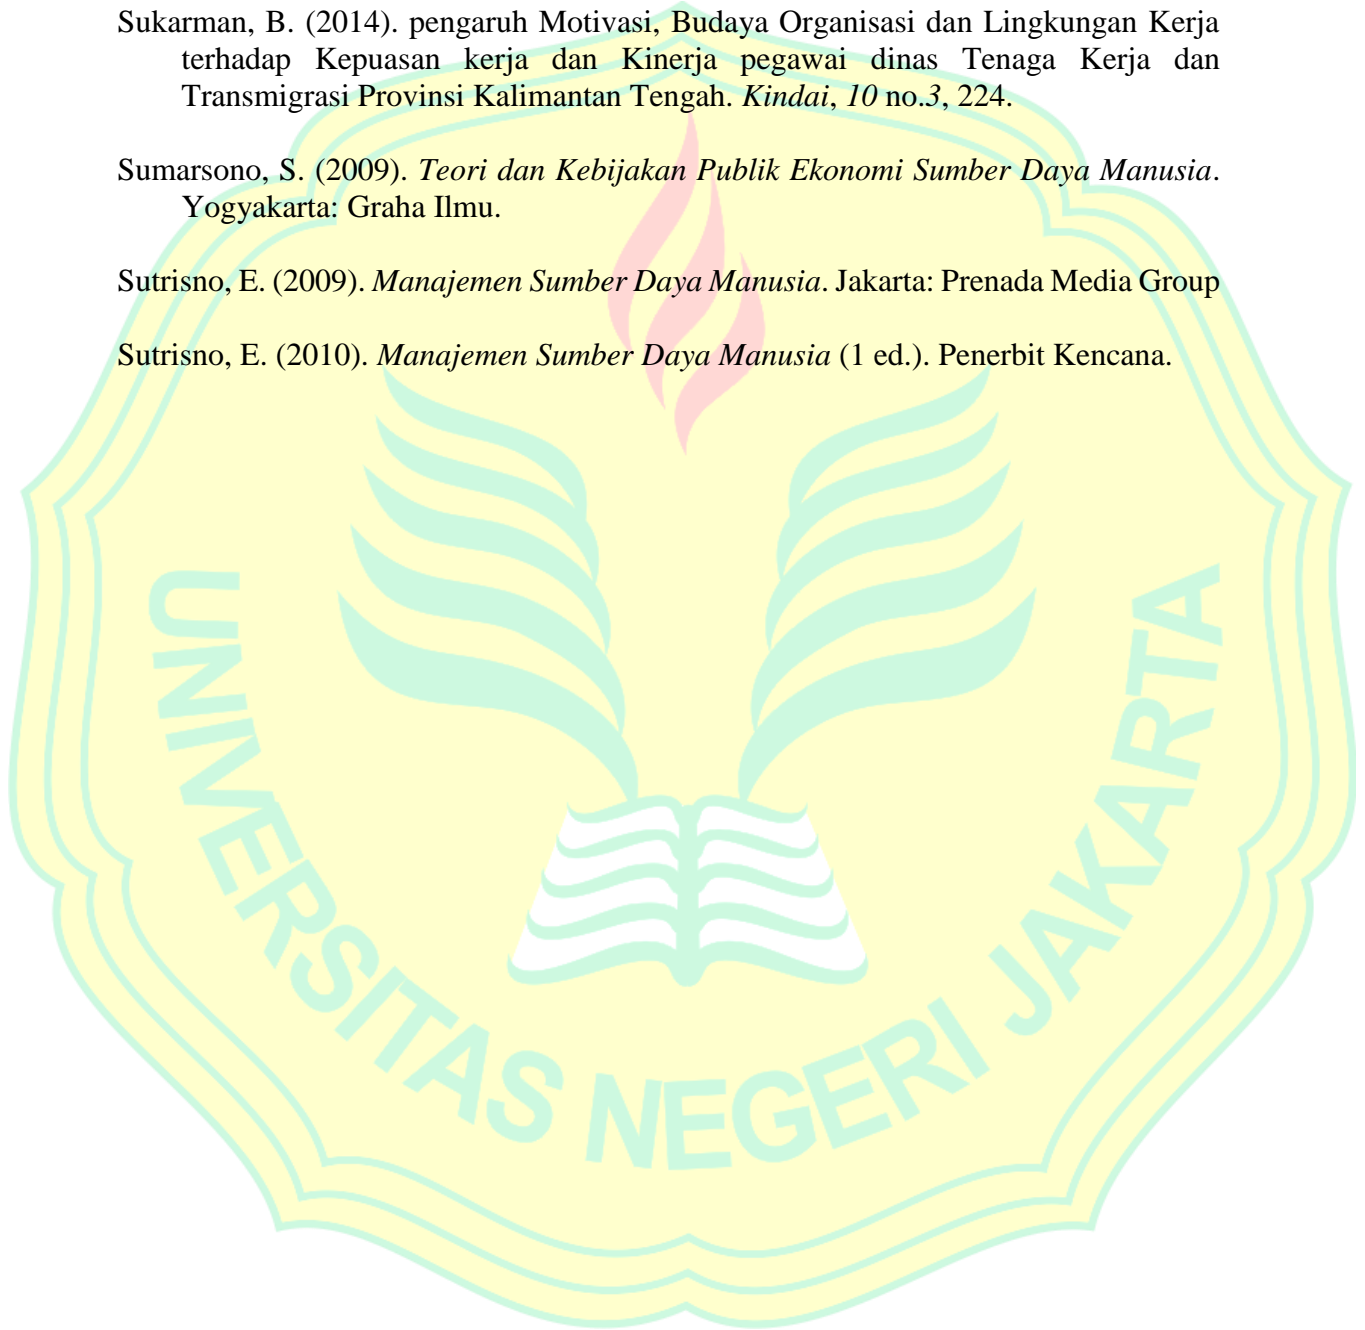 Sukarman, B. (2014). pengaruh Motivasi, Budaya Organisasi dan Lingkungan Kerja
terhadap Kepuasan kerja dan Kinerja pegawai dinas Tenaga Kerja dan
Transmigrasi Provinsi Kalimantan Tengah. Kindai, 10 no.3, 224.
Sumarsono, S. (2009). Teori dan Kebijakan Publik Ekonomi Sumber Daya Manusia.
Yogyakarta: Graha Ilmu.
Sutrisno, E. (2009). Manajemen Sumber Daya Manusia. Jakarta: Prenada Media Group
Sutrisno, E. (2010). Manajemen Sumber Daya Manusia (1 ed.). Penerbit Kencana.
UNIVERSITAS NEGERI JAKARTA